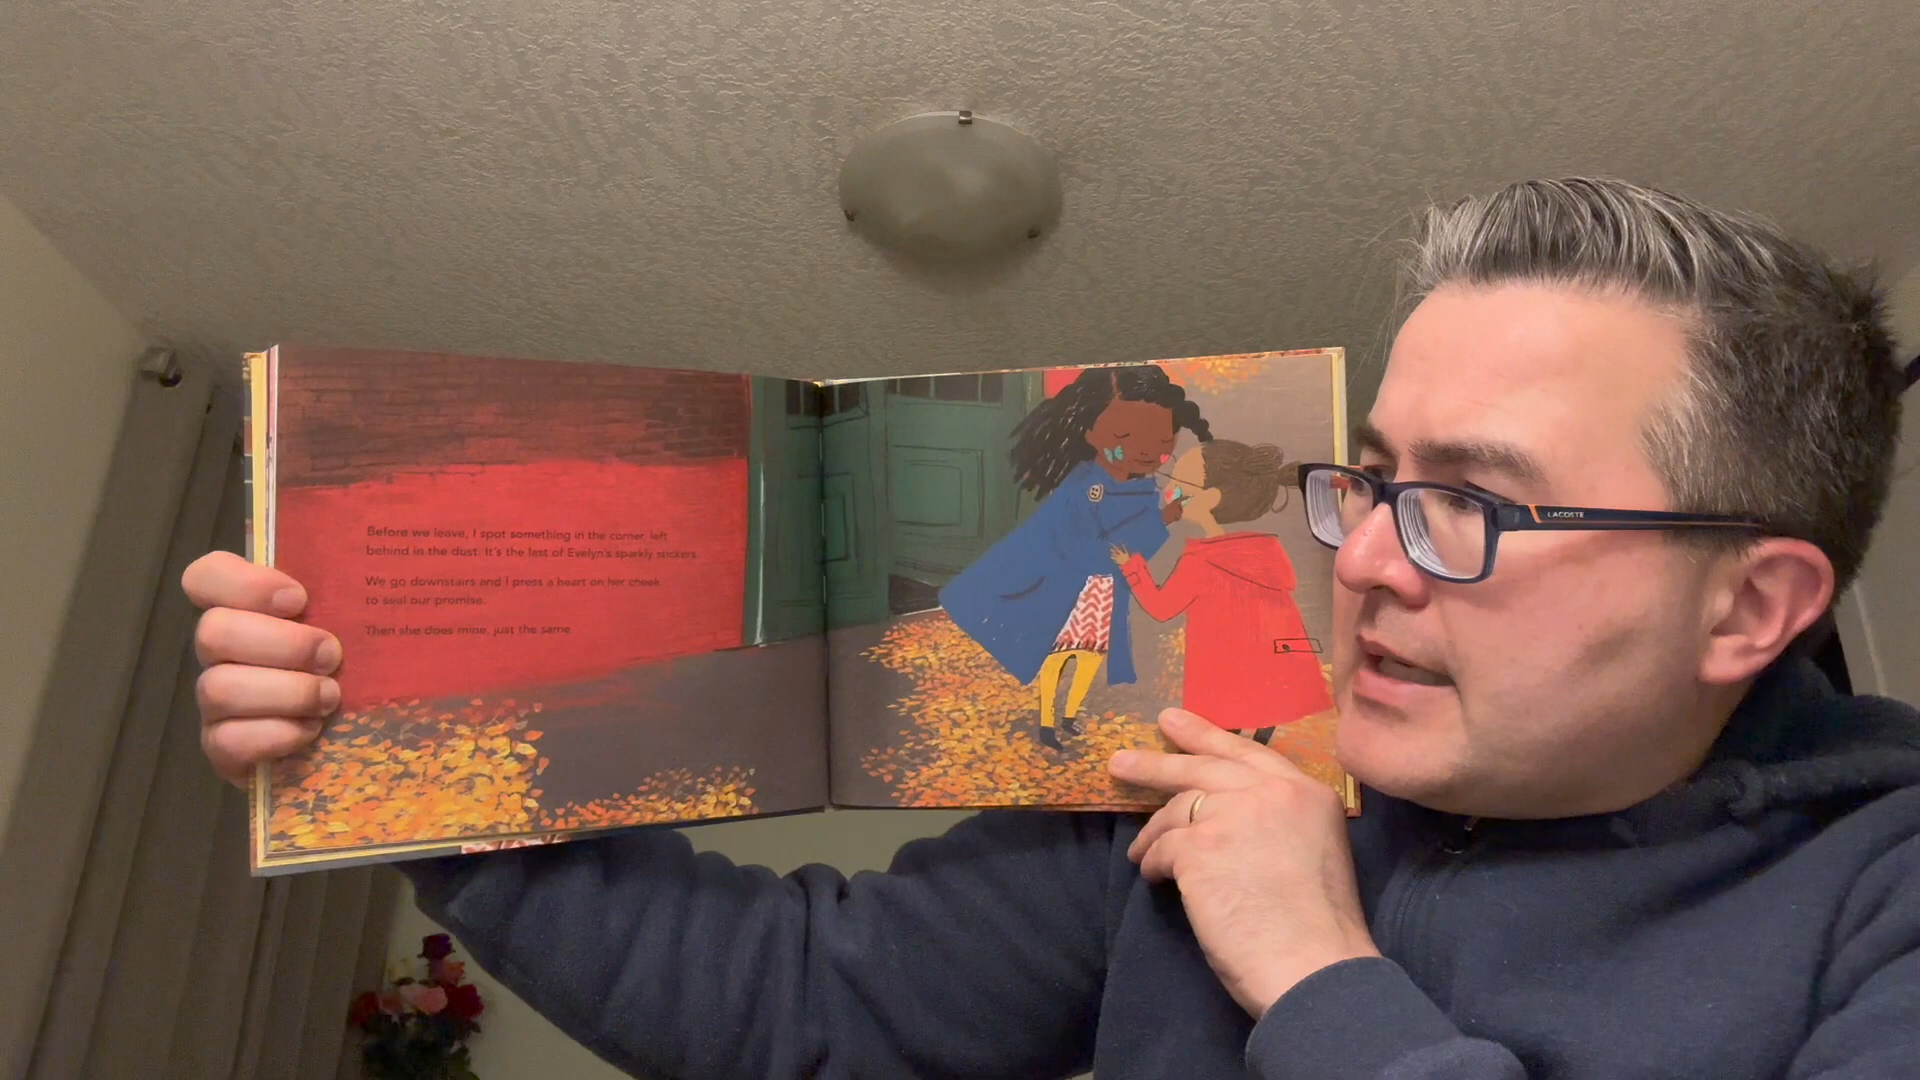 Before we leave, I spot something in the corner, left
behind in the dust. It's the last of Evelyn's sparkly stickers.
We go downstairs and I press a heart on her cheek
to seal our promise.
Then she does mine, just the same.
LACOSTE